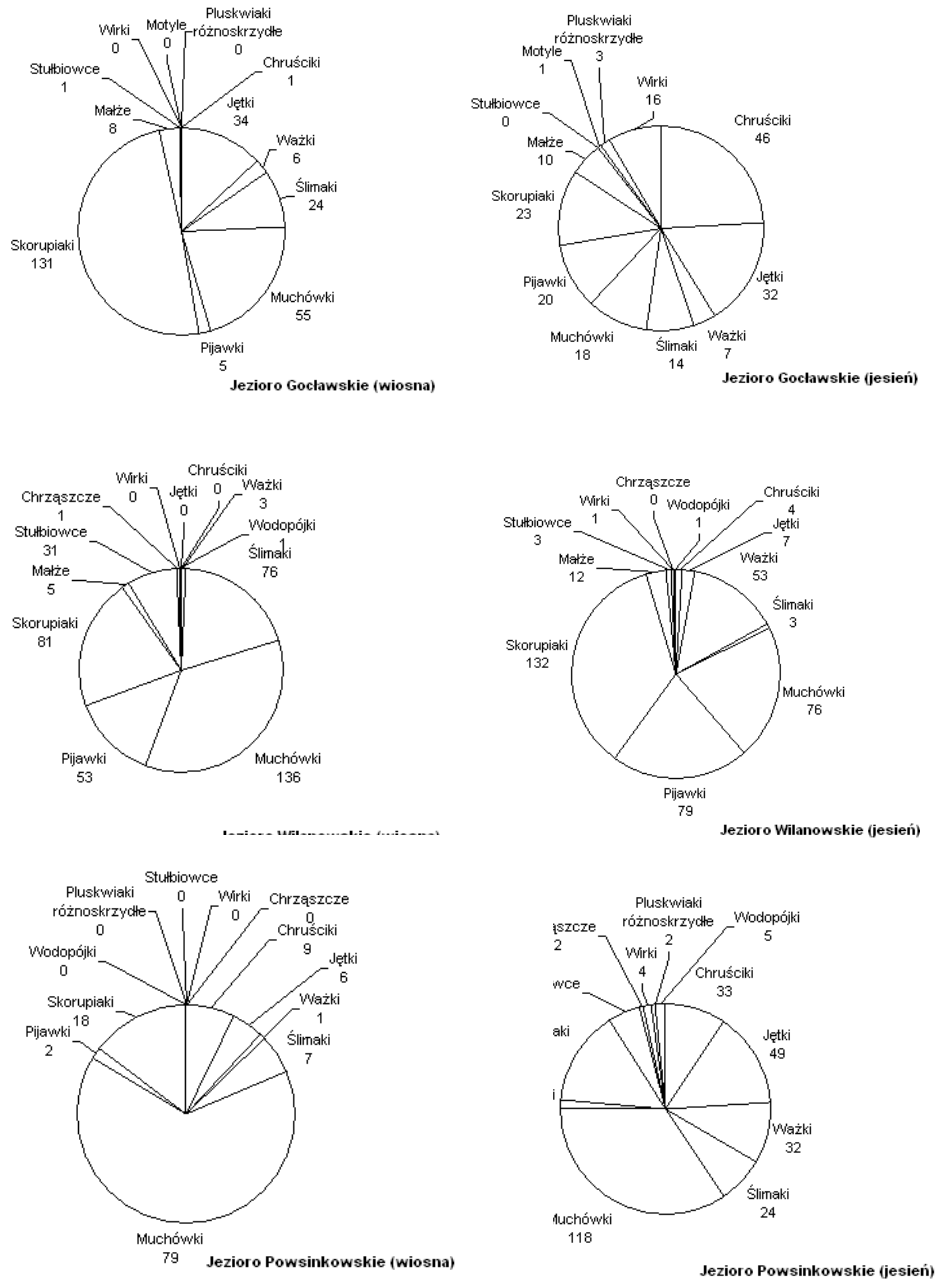 Pluskwiaki
różnoskrzydłe
0
Motyle
0
Wirki
0
Stułbiowce
1
Małże
8
Chruściki
1
Jętki
34
Ważki
6
Ślimaki
24
Skorupiaki
131
Muchówki
55
Pijawki
5
Jezioro Gocławskie (wiosna)
Pluskwiaki
różnoskrzydłe
3
Motyle
1
Wirki
16
Stułbiowce
0
Chruściki
46
Małże
10
Skorupiaki
23
Pijawki
20
Jętki
32
Muchówki
18
Ślimaki
14
Ważki
7
Jezioro Gocławskie (jesień)
Chruściki
0
Wirki
0
Jętki
0
Ważki
3
Chrząszcze
1
Wodopójki
1
Stułbiowce
31
Ślimaki
76
Małże
5
Skorupiaki
81
Pijawki
53
Muchówki
136
Jezioro Wilanowskie (wiosna)
Chrząszcze
0
Wirki
1
Wodopójki
1
Chruściki
4
Stułbiowce
3
Jętki
7
Małże
12
Ważki
53
Ślimaki
3
Skorupiaki
132
Muchówki
76
Pijawki
79
Jezioro Wilanowskie (jesień)
Stułbiowce
0
Pluskwiaki
różnoskrzydłe
0
Wirki
0
Chrząszcze
0
Chruściki
9
Wodopójki
0
Jętki
6
Skorupiaki
18
Ważki
1
Pijawki
2
Ślimaki
7
Muchówki
79
Jezioro Powsinkowskie (wiosna)
Pluskwiaki
różnoskrzydłe
2
ąszcze
2
Wodopójki
5
Wirki
4
Chruściki
33
wce
aki
i
Jętki
49
Ważki
32
Ślimaki
24
Muchówki
118
Jezioro Powsinkowskie (jesień)